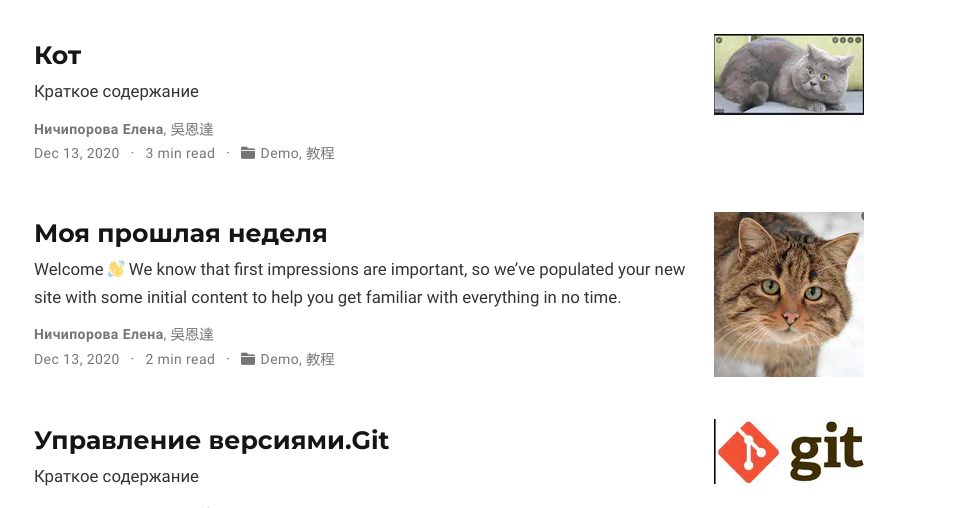 Кот
Краткое содержание
Ничипорова Елена, 吳恩達
Dec 13, 2020 · 3 min read · Demo, 教程
Моя прошлая неделя
Welcome 👋 We know that first impressions are important, so we’ve populated your new
site with some initial content to help you get familiar with everything in no time.
Ничипорова Елена, 吳恩達
Dec 13, 2020 · 2 min read · Demo, 教程
Управление версиями.Git
git
Краткое содержание